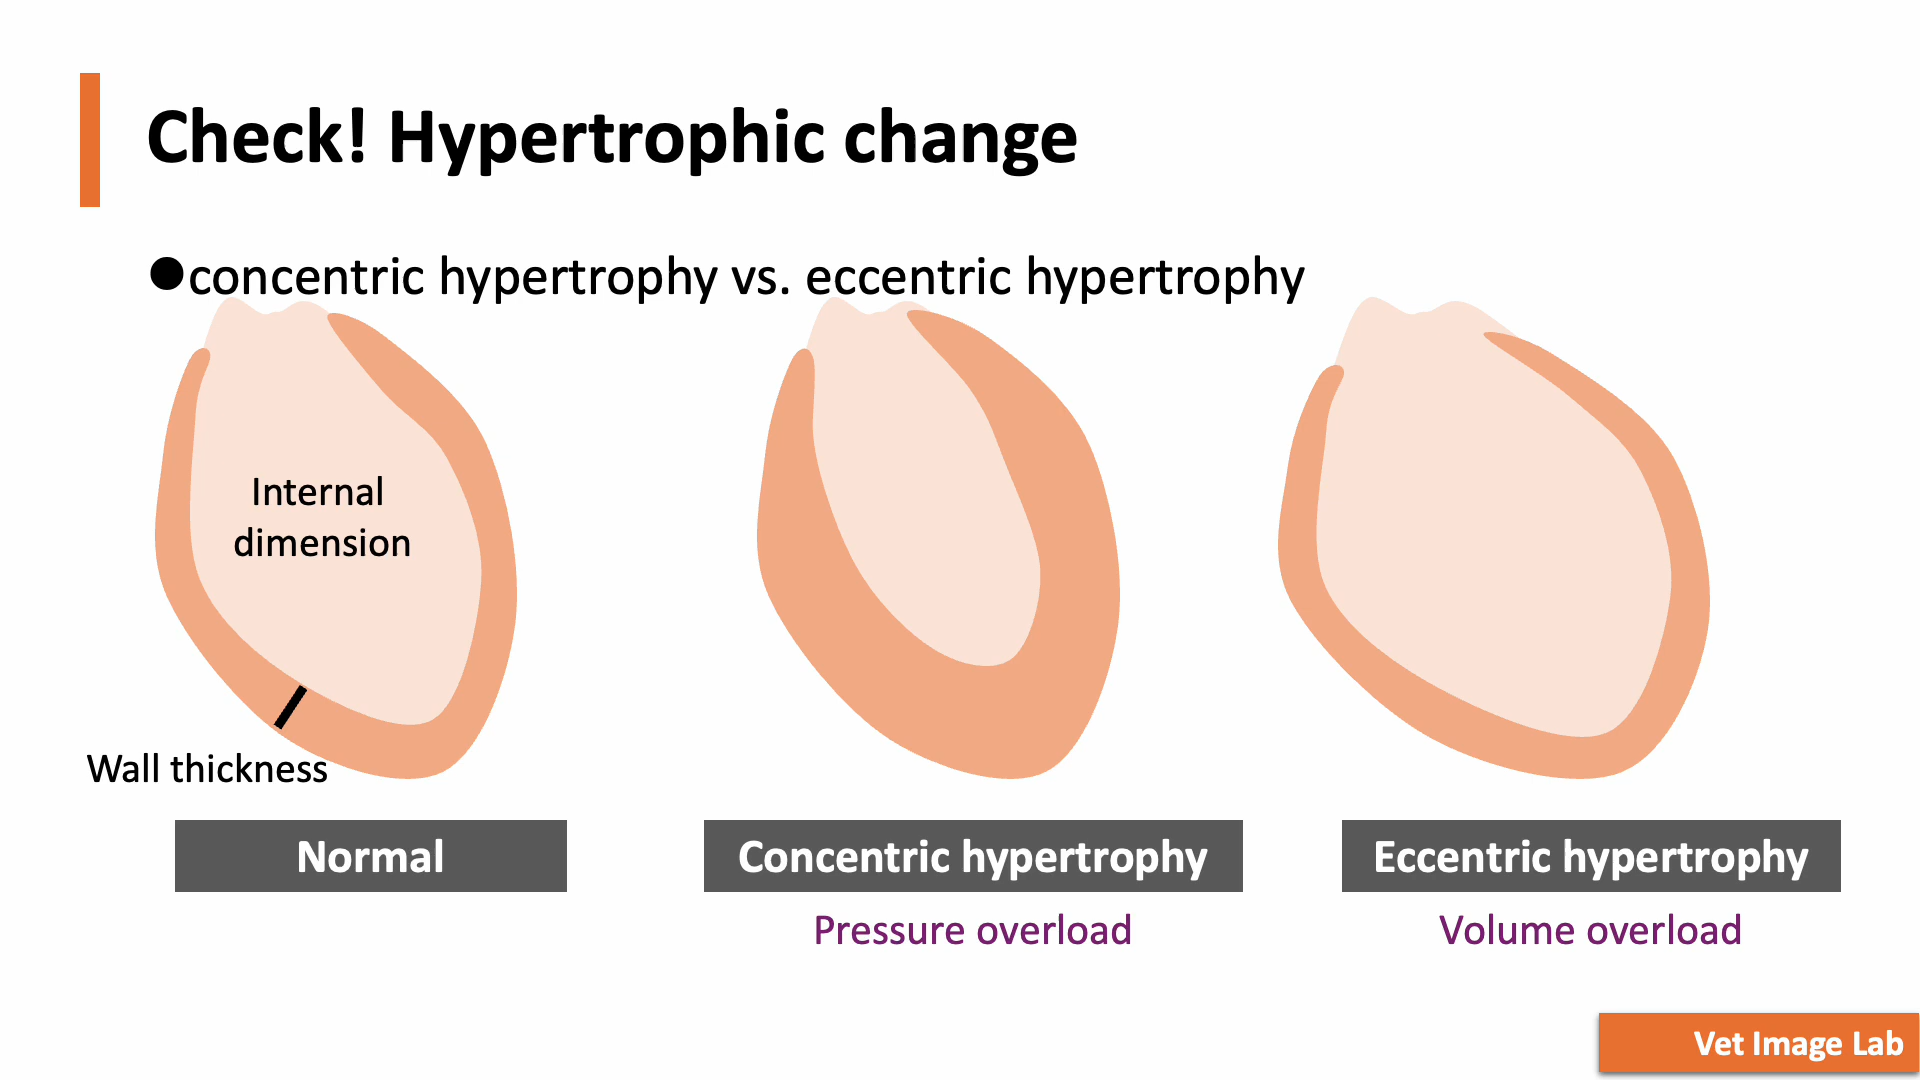 Check! Hypertrophic change
●concentric hypertrophy vs. eccentric hypertrophy
Internal
dimension
Wall thickness
Normal
Concentric hypertrophy
Eccentric hypertrophy
Pressure overload
Volume overload
Vet Image Lab